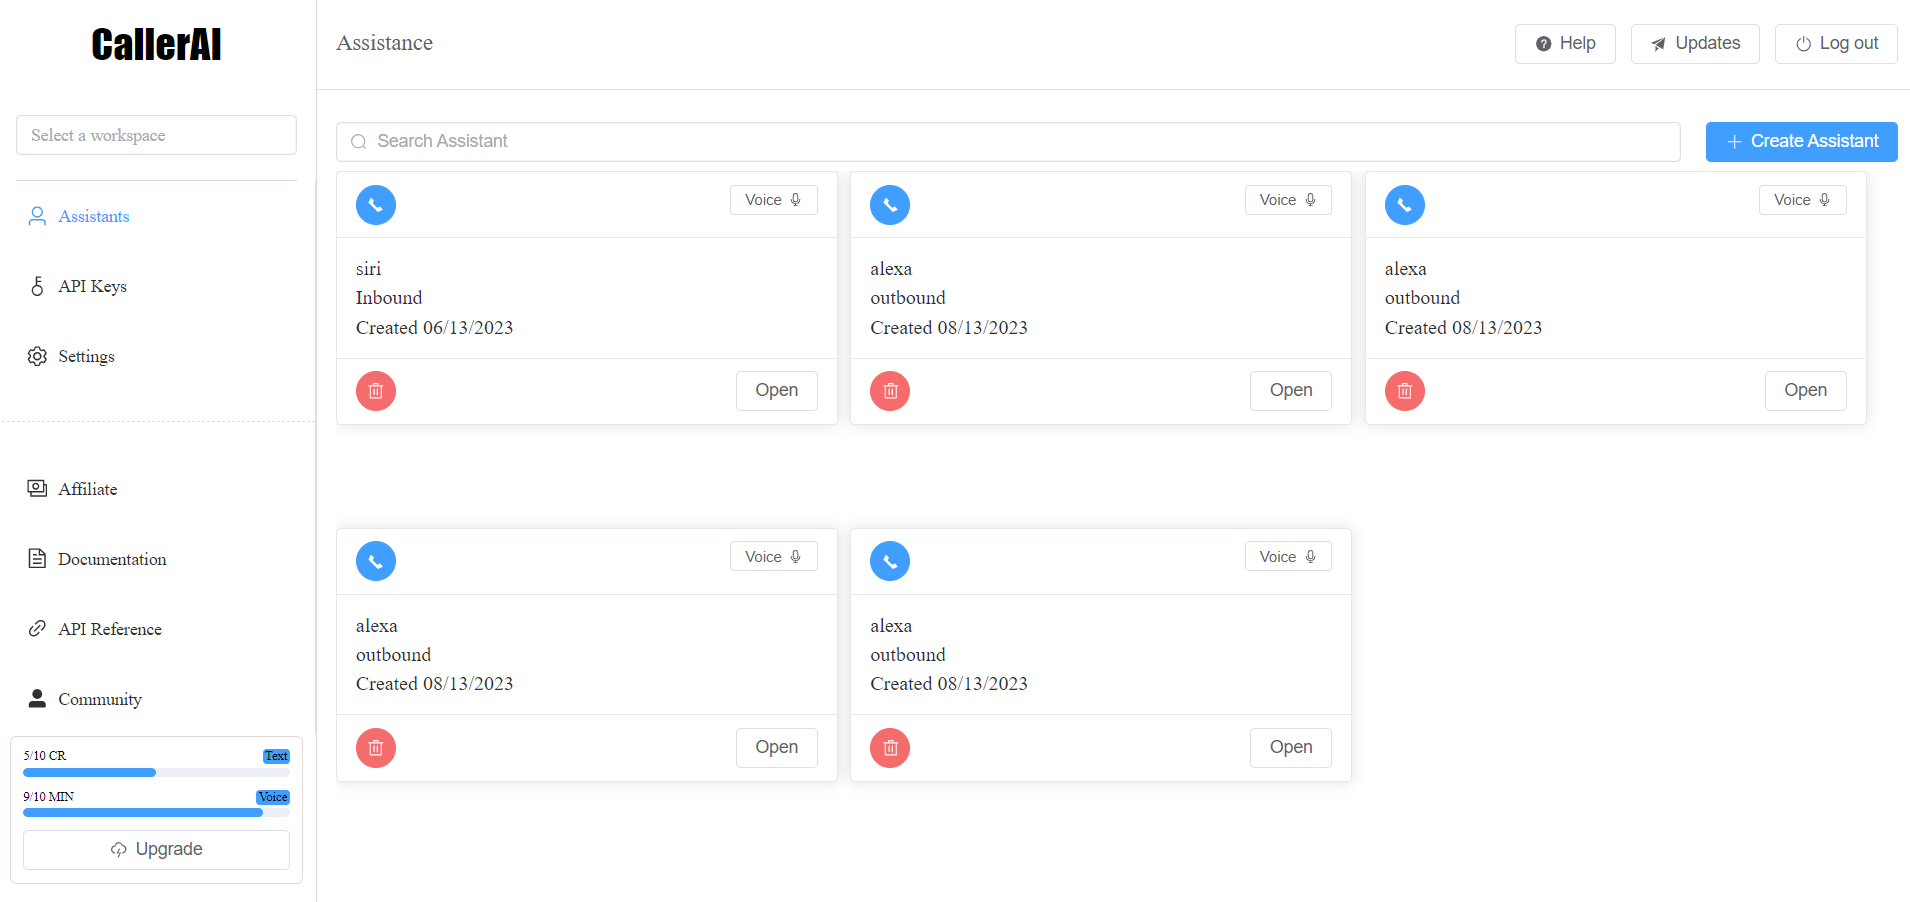 CallerAI
Select a workspace
Assistants
API Keys
Settings
Affiliate
Documentation
API Reference
Community
5/10 CR Text
9/10 MIN Voice
Upgrade
Assistance
Help Updates Log out
Search Assistant Create Assistant
Voice
siri
Inbound
Created 06/13/2023
Open
Voice
alexa
outbound
Created 08/13/2023
Open
Voice
alexa
outbound
Created 08/13/2023
Open
Voice
alexa
outbound
Created 08/13/2023
Open
Voice
alexa
outbound
Created 08/13/2023
Open